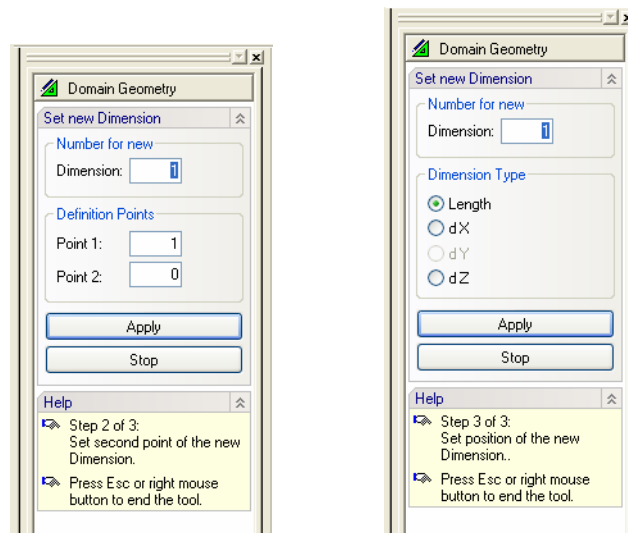 Domain Geometry
Set new Dimension
Number for new
Dimension: 1
Definition Points
Point 1: 1
Point 2: 0
Apply
Stop
Help
Step 2 of 3:
Set second point of the new
Dimension.
Press Esc or right mouse
button to end the tool.
Domain Geometry
Set new Dimension
Number for new
Dimension: 1
Dimension Type
Length
dX
dY
dZ
Apply
Stop
Help
Step 3 of 3:
Set position of the new
Dimension..
Press Esc or right mouse
button to end the tool.